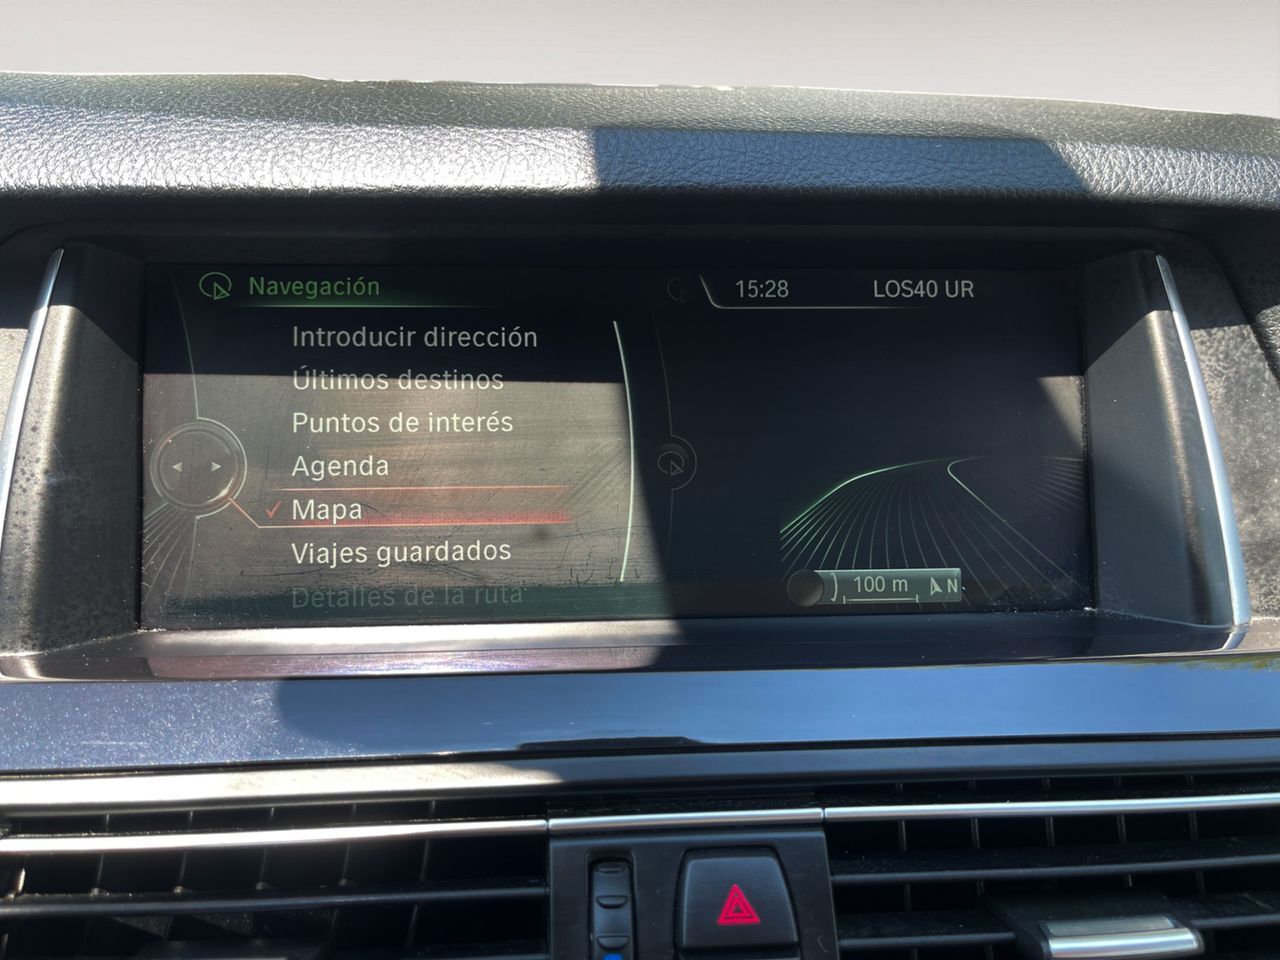 Navegación
15:28 LOS40 UR
Introducir dirección
Últimos destinos
Puntos de interés
Agenda
Mapa
Viajes guardados
Detalles de la ruta
100 m N